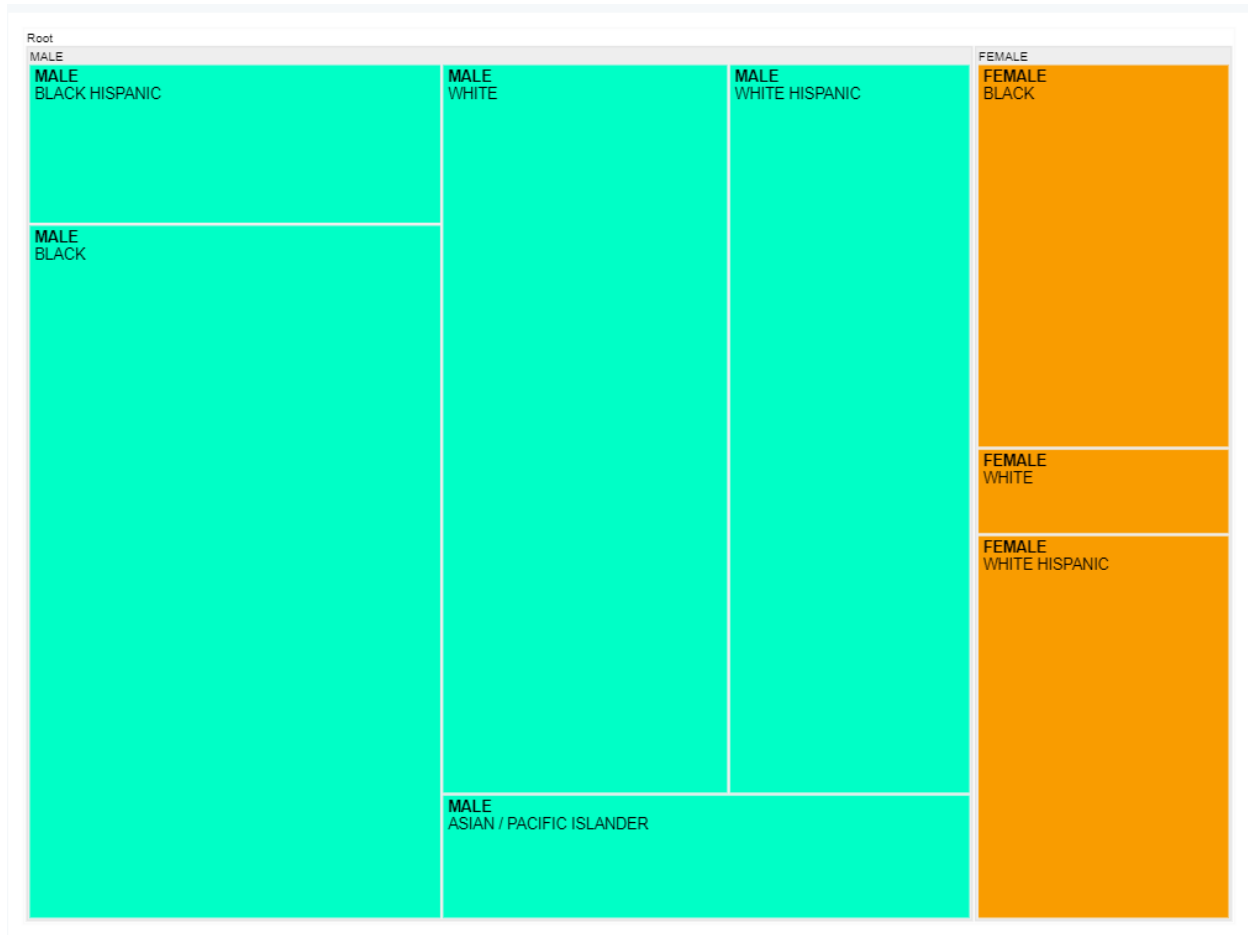 Root
MALE
MALE
BLACK HISPANIC
MALE
BLACK
MALE
WHITE
MALE
WHITE HISPANIC
MALE
ASIAN / PACIFIC ISLANDER
FEMALE
FEMALE
BLACK
FEMALE
WHITE
FEMALE
WHITE HISPANIC